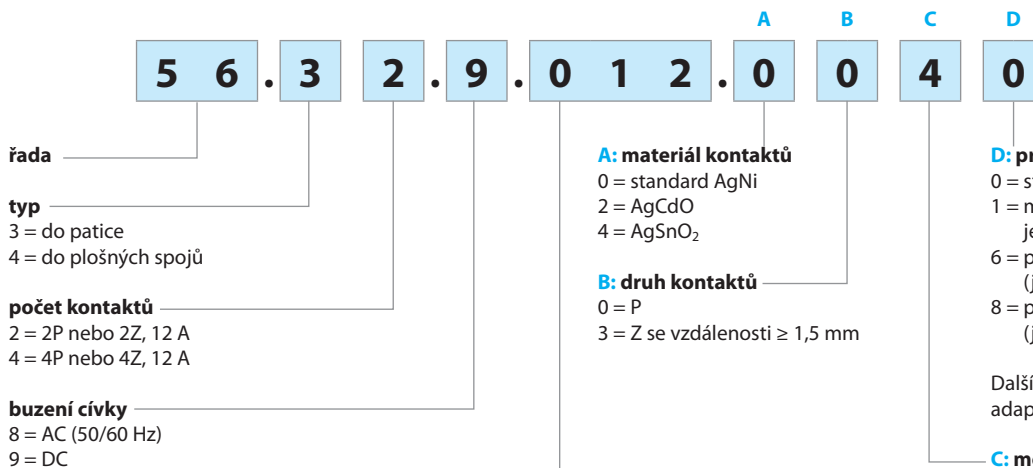 A B C D
5 6 . 3 2 . 9 . 0 1 2 . 0 0 4 0
řada
typ
3 = do patice
4 = do plošných spojů
počet kontaktů
2 = 2P nebo 2Z, 12 A
4 = 4P nebo 4Z, 12 A
buzení cívky
8 = AC (50/60 Hz)
9 = DC
A: materiál kontaktů
0 = standard AgNi
2 = AgCdO
4 = AgSnO₂
B: druh kontaktů
0 = P
3 = Z se vzdálenosti ≥ 1,5 mm
D:
0 =
1 =
6 =
8 =
Další
C: